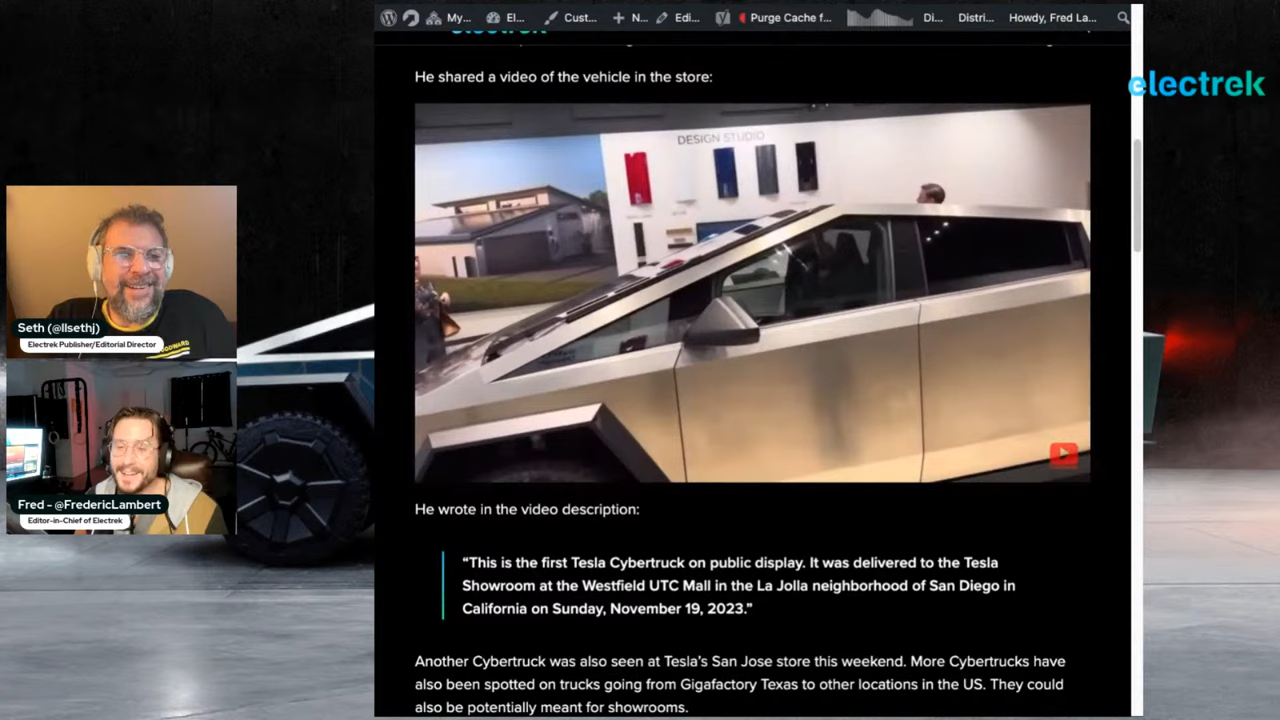 My...
El...
Cust...
N...
Edi...
Purge Cache f...
Di...
Distri...
Howdy, Fred La...
electrek
He shared a video of the vehicle in the store:
electrek
DESIGN STUDIO
Seth (@llsethj)
Electrek Publisher/Editorial Director
Fred - @FredericLambert
Editor-in-Chief of Electrek
He wrote in the video description:
“This is the first Tesla Cybertruck on public display. It was delivered to the Tesla
Showroom at the Westfield UTC Mall in the La Jolla neighborhood of San Diego in
California on Sunday, November 19, 2023.”
Another Cybertruck was also seen at Tesla’s San Jose store this weekend. More Cybertrucks have
also been spotted on trucks going from Gigafactory Texas to other locations in the US. They could
also be potentially meant for showrooms.